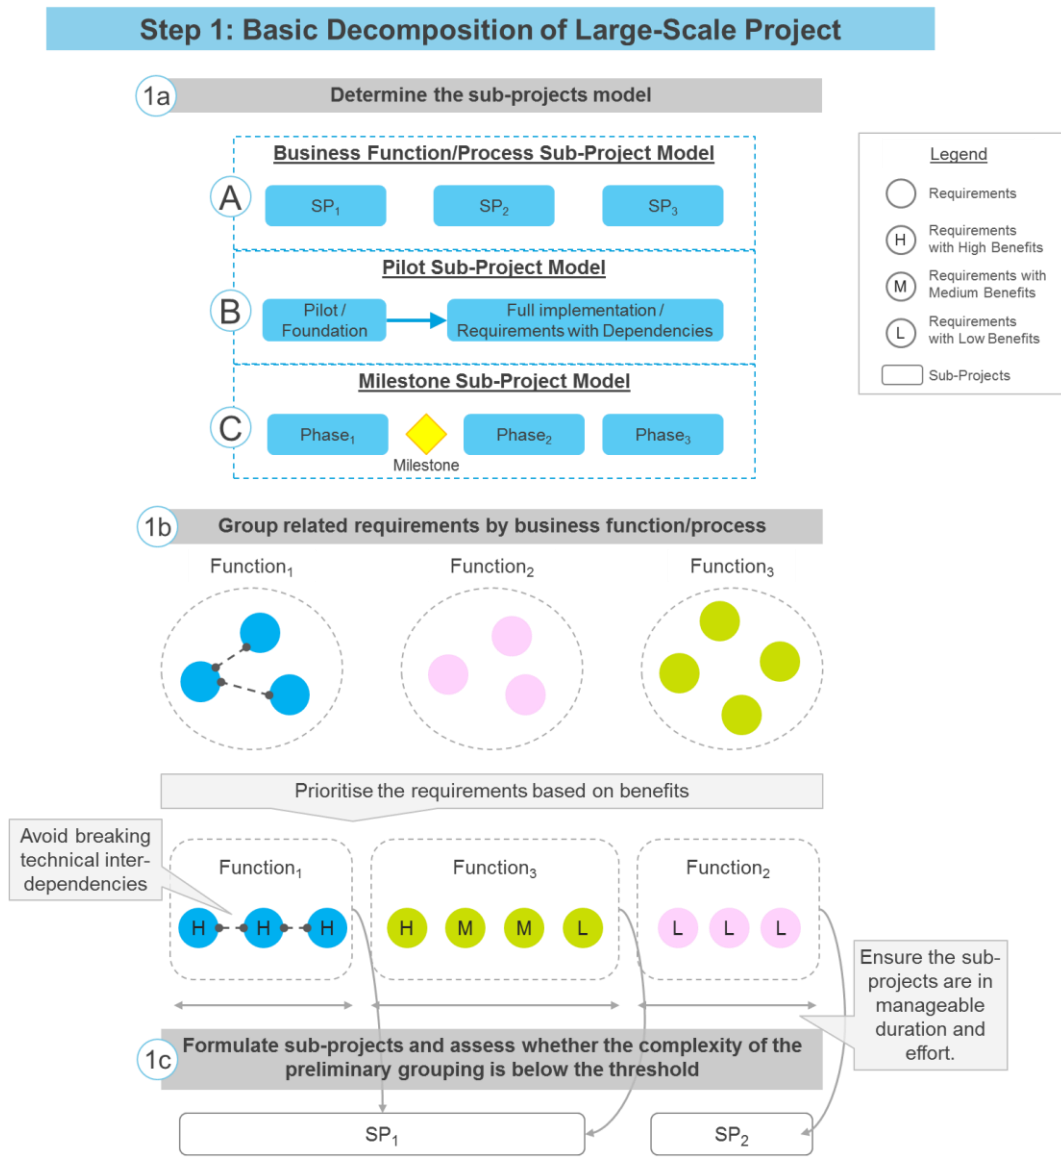 Step 1: Basic Decomposition of Large-Scale Project
1a
Determine the sub-projects model
Business Function/Process Sub-Project Model
A
SP₁
SP₂
SP₃
Pilot Sub-Project Model
B
Pilot /
Foundation
Full implementation /
Requirements with Dependencies
Milestone Sub-Project Model
C
Phase₁
Milestone
Phase₂
Phase₃
Legend
Requirements
H
Requirements
with High Benefits
M
Requirements with
Medium Benefits
L
Requirements
with Low Benefits
Sub-Projects
1b
Group related requirements by business function/process
Function₁
Function₂
Function₃
Prioritise the requirements based on benefits
Avoid breaking
technical inter-
dependencies
Function₁
H H H
Function₃
H M M L
Function₂
L L L
Ensure the sub-
projects are in
manageable
duration and
effort.
1c
Formulate sub-projects and assess whether the complexity of the
preliminary grouping is below the threshold
SP₁
SP₂